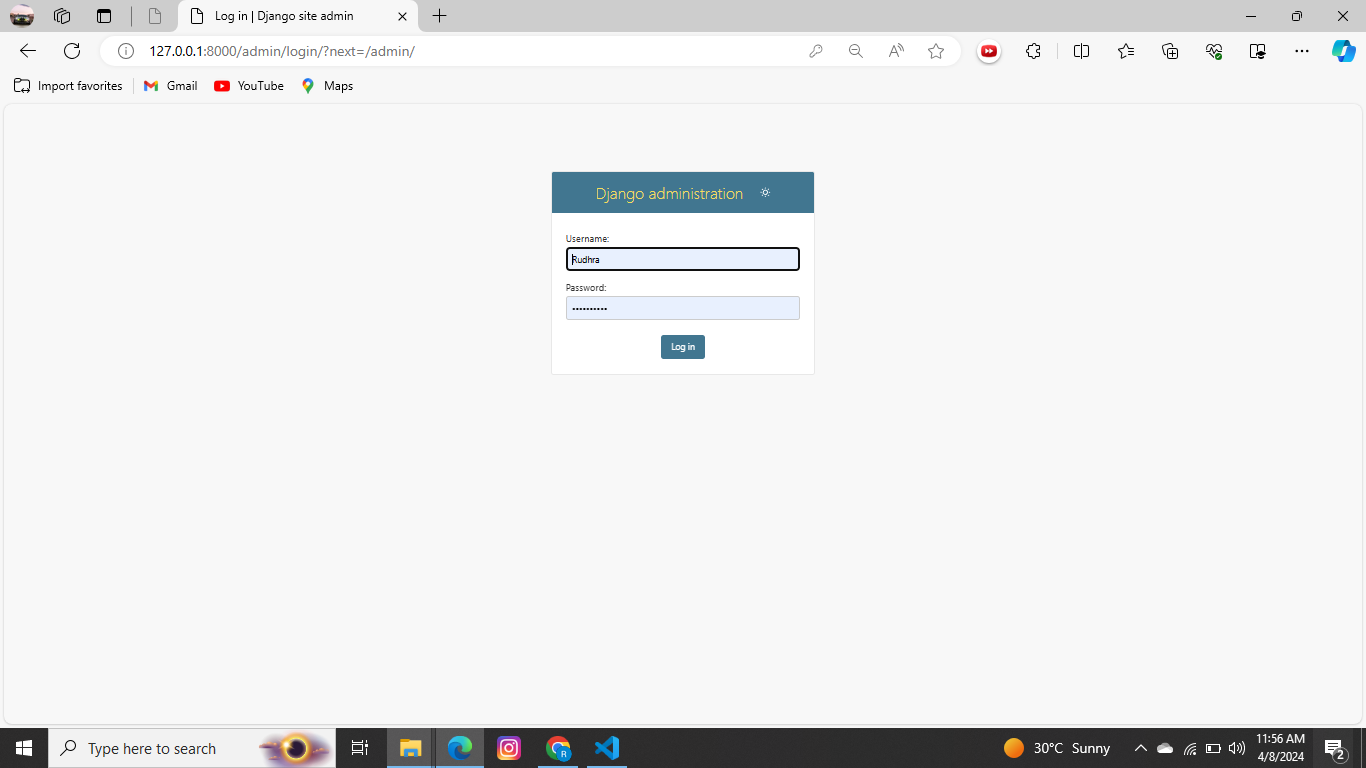 Log in | Django site admin
127.0.0.1:8000/admin/login/?next=/admin/
Import favorites
Gmail
YouTube
Maps
Django administration
Username:
Rudhra
Password:
••••••••••
Log in
Type here to search
R
30°C Sunny
11:56 AM
4/8/2024
2